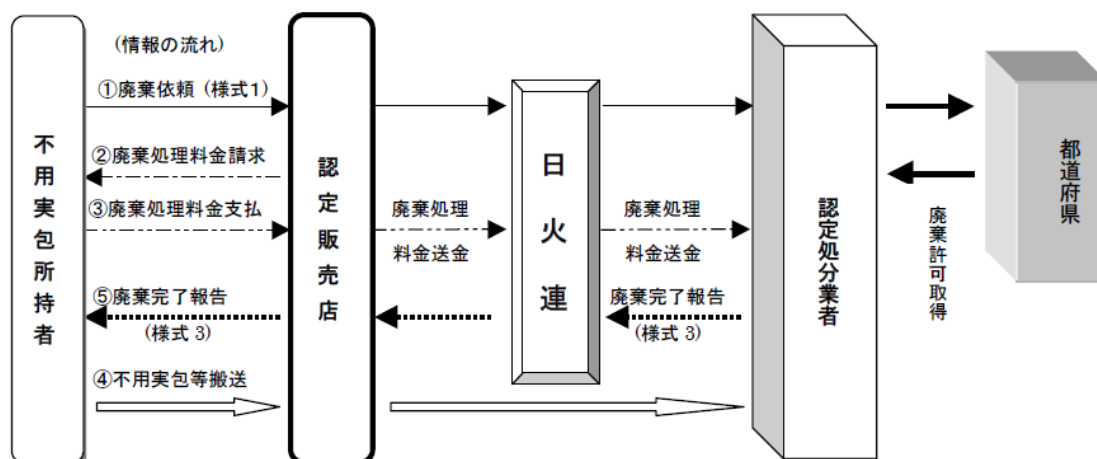 (情報の流れ)
①廃棄依頼 (様式1)
②廃棄処理料金請求
③廃棄処理料金支払
⑤廃棄完了報告
(様式 3)
④不用実包等搬送
不用実包所持者
認定販売店
廃棄処理
料金送金
日火連
廃棄処理
料金送金
廃棄完了報告
(様式 3)
認定処分業者
廃棄許可取得
都道府県